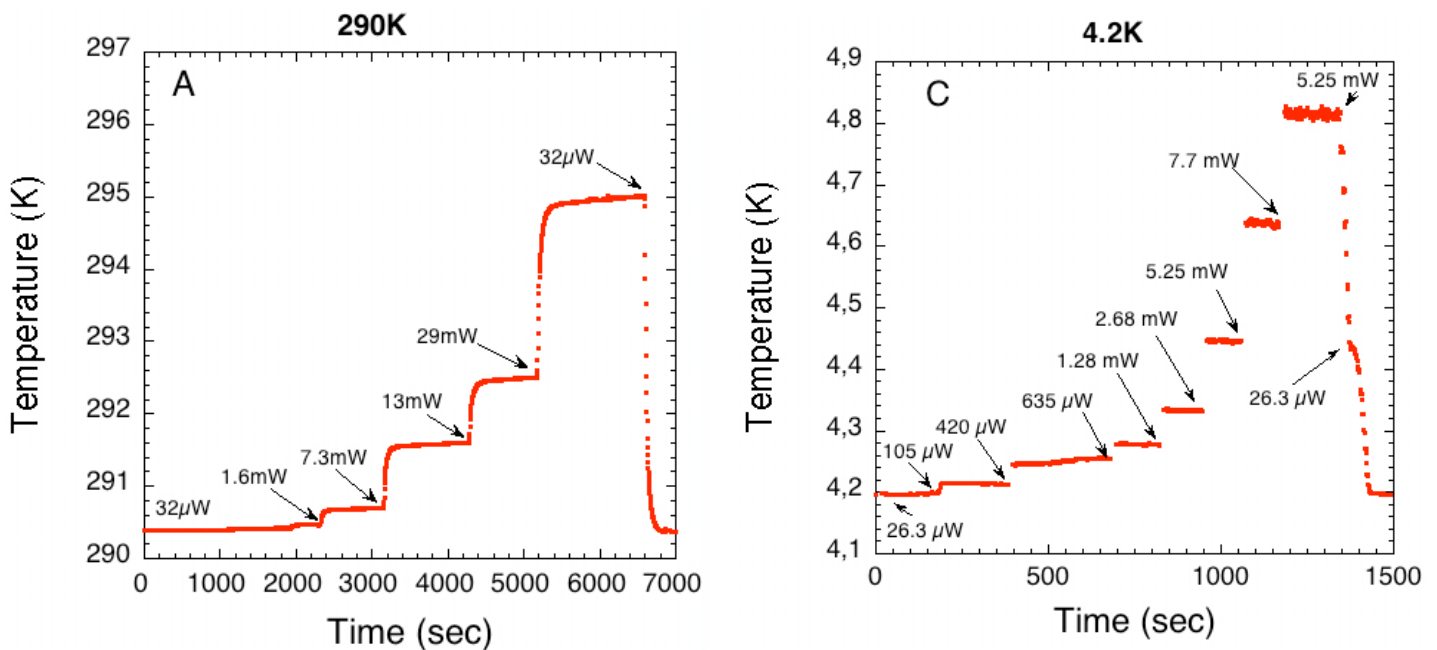 290K
A
297
296
295
294
293
292
291
290
32µW
1.6mW
7.3mW
13mW
29mW
32µW
0 1000 2000 3000 4000 5000 6000 7000
Time (sec)
Temperature (K)
4.2K
C
4,9
4,8
4,7
4,6
4,5
4,4
4,3
4,2
4,1
26.3 µW
105 µW
420 µW
635 µW
1.28 mW
2.68 mW
5.25 mW
7.7 mW
5.25 mW
26.3 µW
0 500 1000 1500
Time (sec)
Temperature (K)